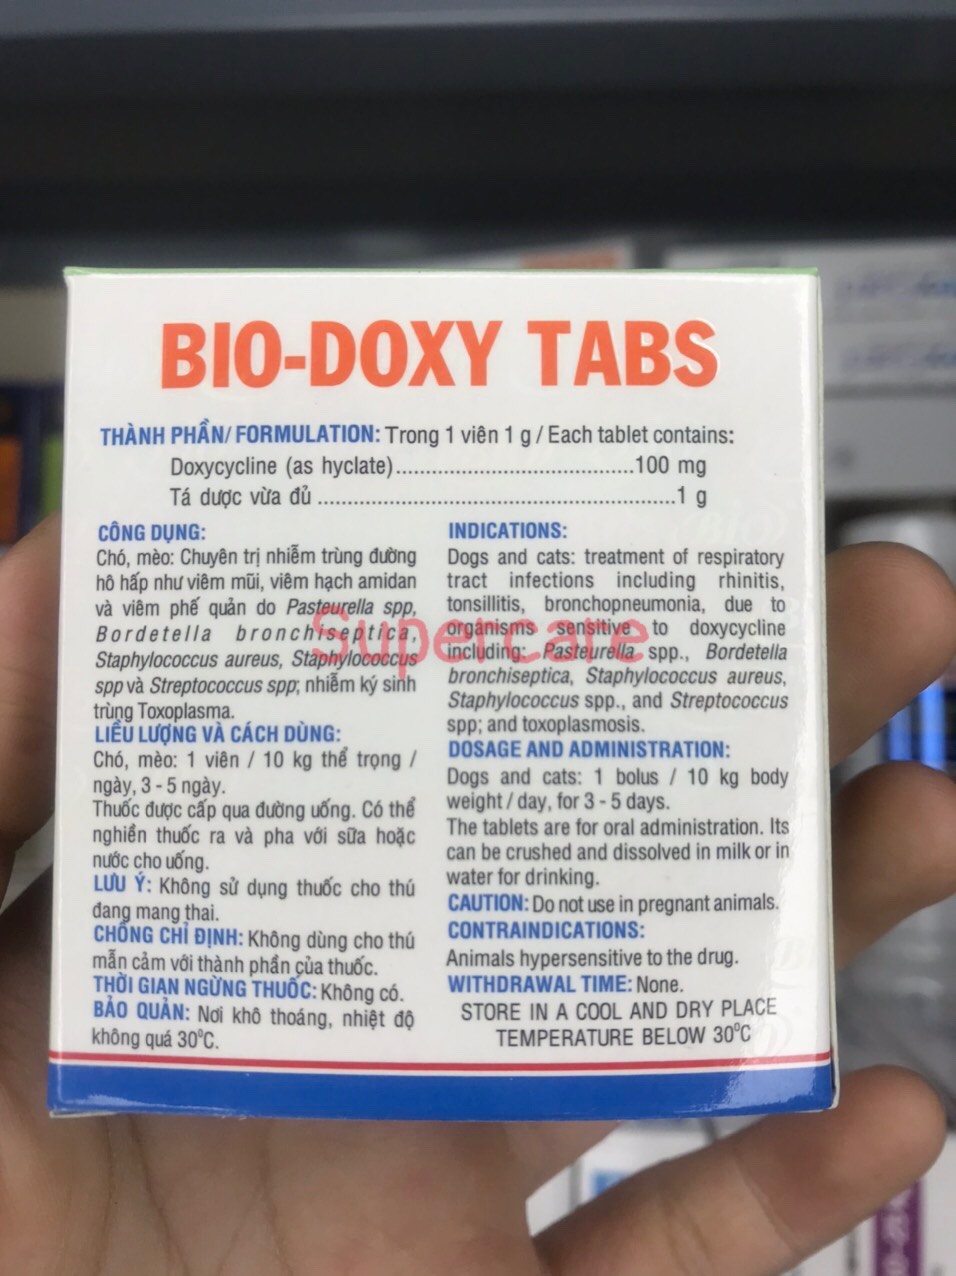 BIO-DOXY TABS
THÀNH PHẦN/ FORMULATION: Trong 1 viên 1 g / Each tablet contains:
Doxycycline (as hyclate)....................................100 mg
Tá dược vừa đủ ......................................................1 g
CÔNG DỤNG:
Chó, mèo: Chuyên trị nhiễm trùng đường
hô hấp như viêm mũi, viêm hạch amidan
và viêm phế quản do Pasteurella spp,
Bordetella bronchiseptica,
Staphylococcus aureus, Staphylococcus
spp và Streptococcus spp; nhiễm ký sinh
trùng Toxoplasma.
LIỀU LƯỢNG VÀ CÁCH DÙNG:
Chó, mèo: 1 viên / 10 kg thể trọng /
ngày, 3 - 5 ngày.
Thuốc được cấp qua đường uống. Có thể
nghiền thuốc ra và pha với sữa hoặc
nước cho uống.
LƯU Ý: Không sử dụng thuốc cho thú
đang mang thai.
CHỐNG CHỈ ĐỊNH: Không dùng cho thú
mẫn cảm với thành phần của thuốc.
THỜI GIAN NGỪNG THUỐC: Không có.
BẢO QUẢN: Nơi khô thoáng, nhiệt độ
không quá 30⁰C.
INDICATIONS:
Dogs and cats: treatment of respiratory
tract infections including rhinitis,
tonsillitis, bronchopneumonia, due to
organisms sensitive to doxycycline
including: Pasteurella spp., Bordetella
bronchiseptica, Staphylococcus aureus,
Staphylococcus spp., and Streptococcus
spp; and toxoplasmosis.
DOSAGE AND ADMINISTRATION:
Dogs and cats: 1 bolus / 10 kg body
weight / day, for 3 - 5 days.
The tablets are for oral administration. Its
can be crushed and dissolved in milk or in
water for drinking.
CAUTION: Do not use in pregnant animals.
CONTRAINDICATIONS:
Animals hypersensitive to the drug.
WITHDRAWAL TIME: None.
STORE IN A COOL AND DRY PLACE
TEMPERATURE BELOW 30⁰C
Supercare